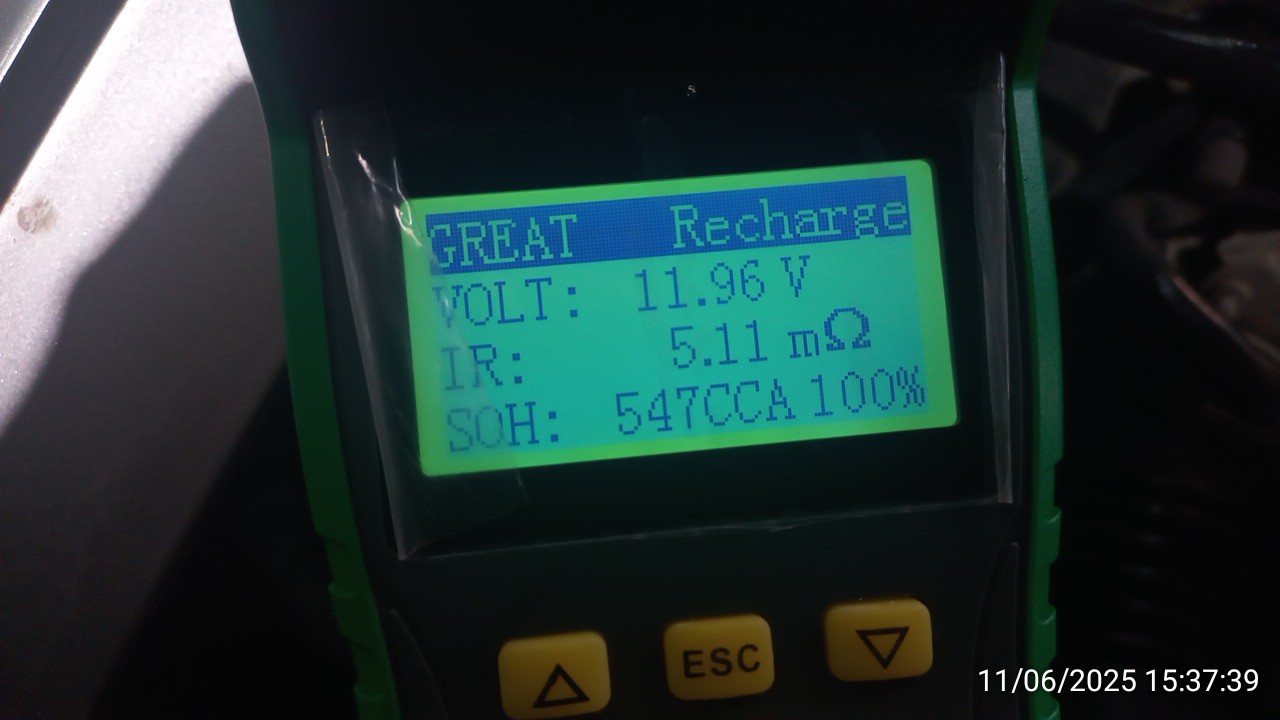 GREAT Recharge
VOLT: 11.96 V
IR: 5.11 mΩ
SOH: 547CCA 100%
ESC
11/06/2025 15:37:39